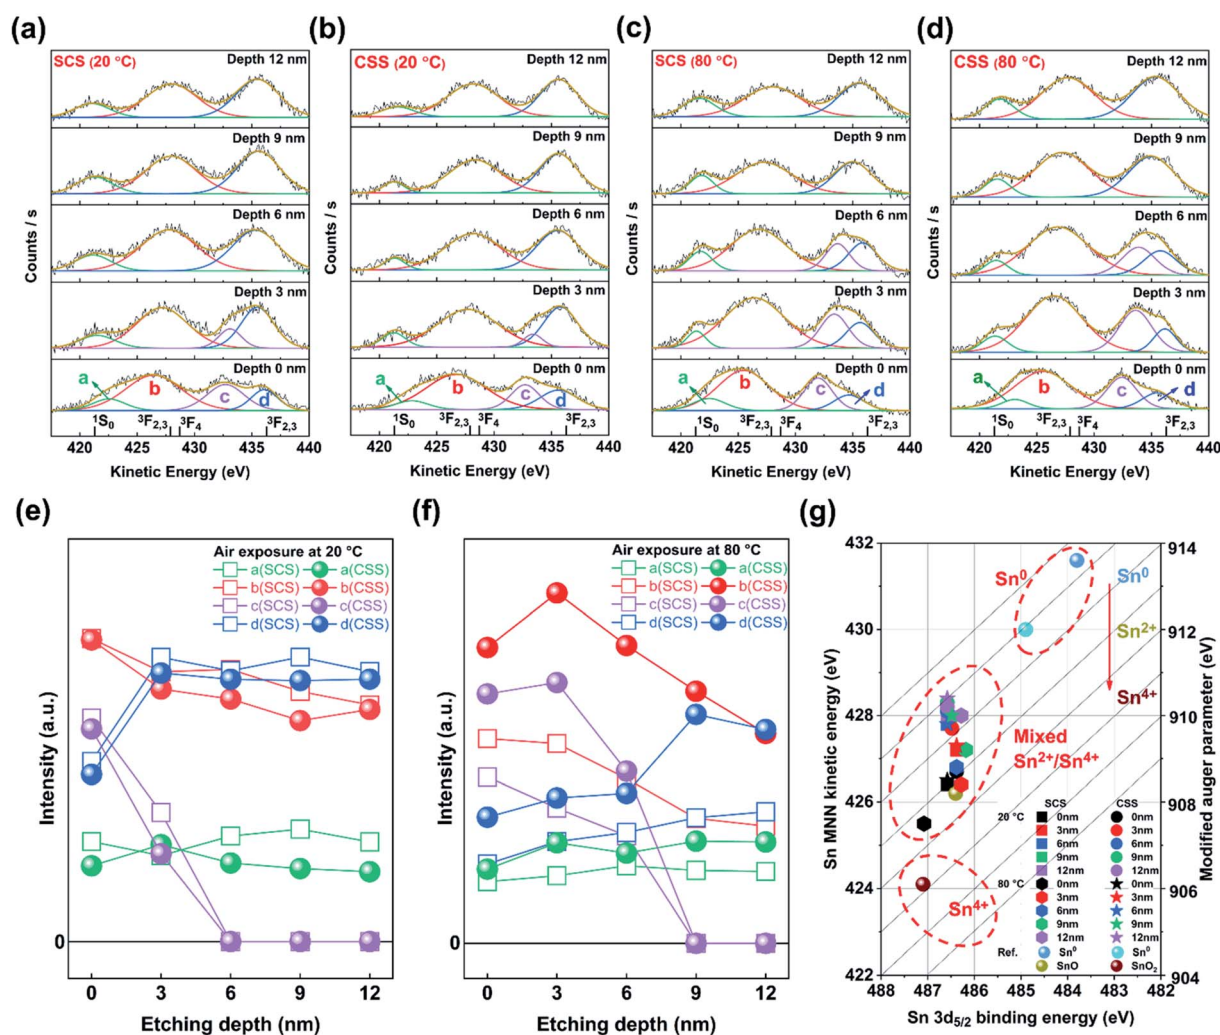 (a)
SCS (20 °C)
Depth 12 nm
Depth 9 nm
Depth 6 nm
Depth 3 nm
Depth 0 nm
a
b
c
d
¹S₀
³F₂,₃
³F₄
³F₂,₃
Counts / s
420 425 430 435 440
Kinetic Energy (eV)
(b)
CSS (20 °C)
Depth 12 nm
Depth 9 nm
Depth 6 nm
Depth 3 nm
Depth 0 nm
a
b
c
d
¹S₀
³F₂,₃
³F₄
³F₂,₃
Counts / s
420 425 430 435 440
Kinetic Energy (eV)
(c)
SCS (80 °C)
Depth 12 nm
Depth 9 nm
Depth 6 nm
Depth 3 nm
Depth 0 nm
a
b
c
d
¹S₀
³F₂,₃
³F₄
³F₂,₃
Counts / s
420 425 430 435 440
Kinetic Energy (eV)
(d)
CSS (80 °C)
Depth 12 nm
Depth 9 nm
Depth 6 nm
Depth 3 nm
Depth 0 nm
a
b
c
d
¹S₀
³F₂,₃
³F₄
³F₂,₃
Counts / s
420 425 430 435 440
Kinetic Energy (eV)
(e)
Air exposure at 20 °C
a(SCS) a(CSS)
b(SCS) b(CSS)
c(SCS) c(CSS)
d(SCS) d(CSS)
Intensity (a.u.)
0
0 3 6 9 12
Etching depth (nm)
(f)
Air exposure at 80 °C
a(SCS) a(CSS)
b(SCS) b(CSS)
c(SCS) c(CSS)
d(SCS) d(CSS)
Intensity (a.u.)
0
0 3 6 9 12
Etching depth (nm)
(g)
432
430
428
426
424
422
Sn MNN kinetic energy (eV)
Sn⁰
Sn⁰
Sn²⁺
Sn⁴⁺
Mixed
Sn²⁺/Sn⁴⁺
Sn⁴⁺
SCS CSS
20 °C 0nm 0nm
3nm 3nm
6nm 6nm
9nm 9nm
12nm 12nm
80 °C 0nm 0nm
3nm 3nm
6nm 6nm
9nm 9nm
12nm 12nm
Ref. Sn⁰ Sn⁰
SnO SnO₂
914
912
910
908
906
904
Modified auger parameter (eV)
488 487 486 485 484 483 482
Sn 3d₅/₂ binding energy (eV)